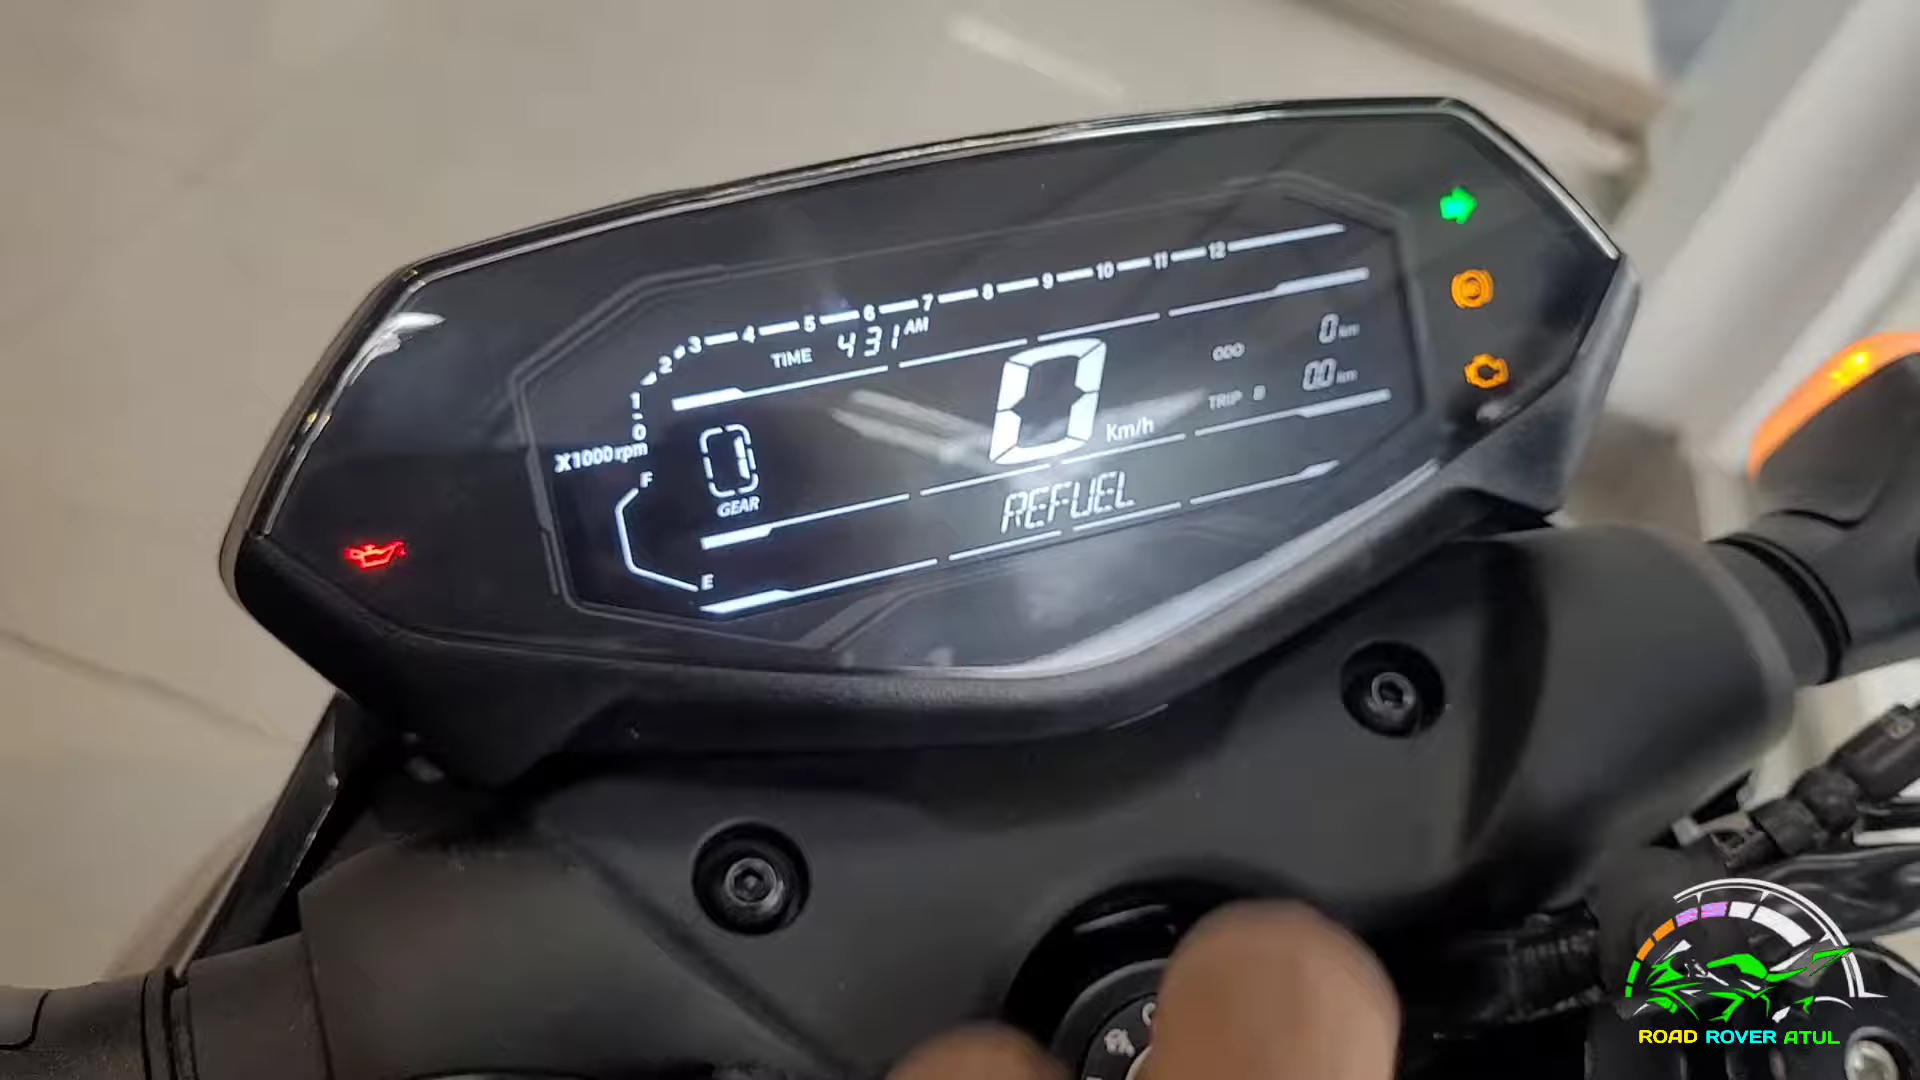 0 1 2 3 4 5 6 7 8 9 10 11 12
X1000 rpm
TIME 4 31 AM
ODO 0 km
TRIP B 0.0 km
0 Km/h
1
GEAR
F
E
REFUEL
ROAD ROVER ATUL